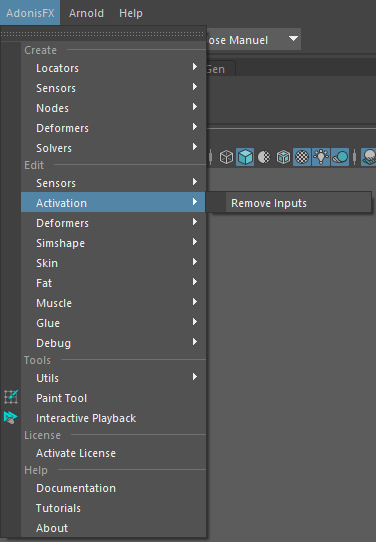 AdonisFX Arnold Help
ose Manuel
Gen
Create
Locators
Sensors
Nodes
Deformers
Solvers
Edit
Sensors
Activation
Remove Inputs
Deformers
Simshape
Skin
Fat
Muscle
Glue
Debug
Tools
Utils
Paint Tool
Interactive Playback
License
Activate License
Help
Documentation
Tutorials
About